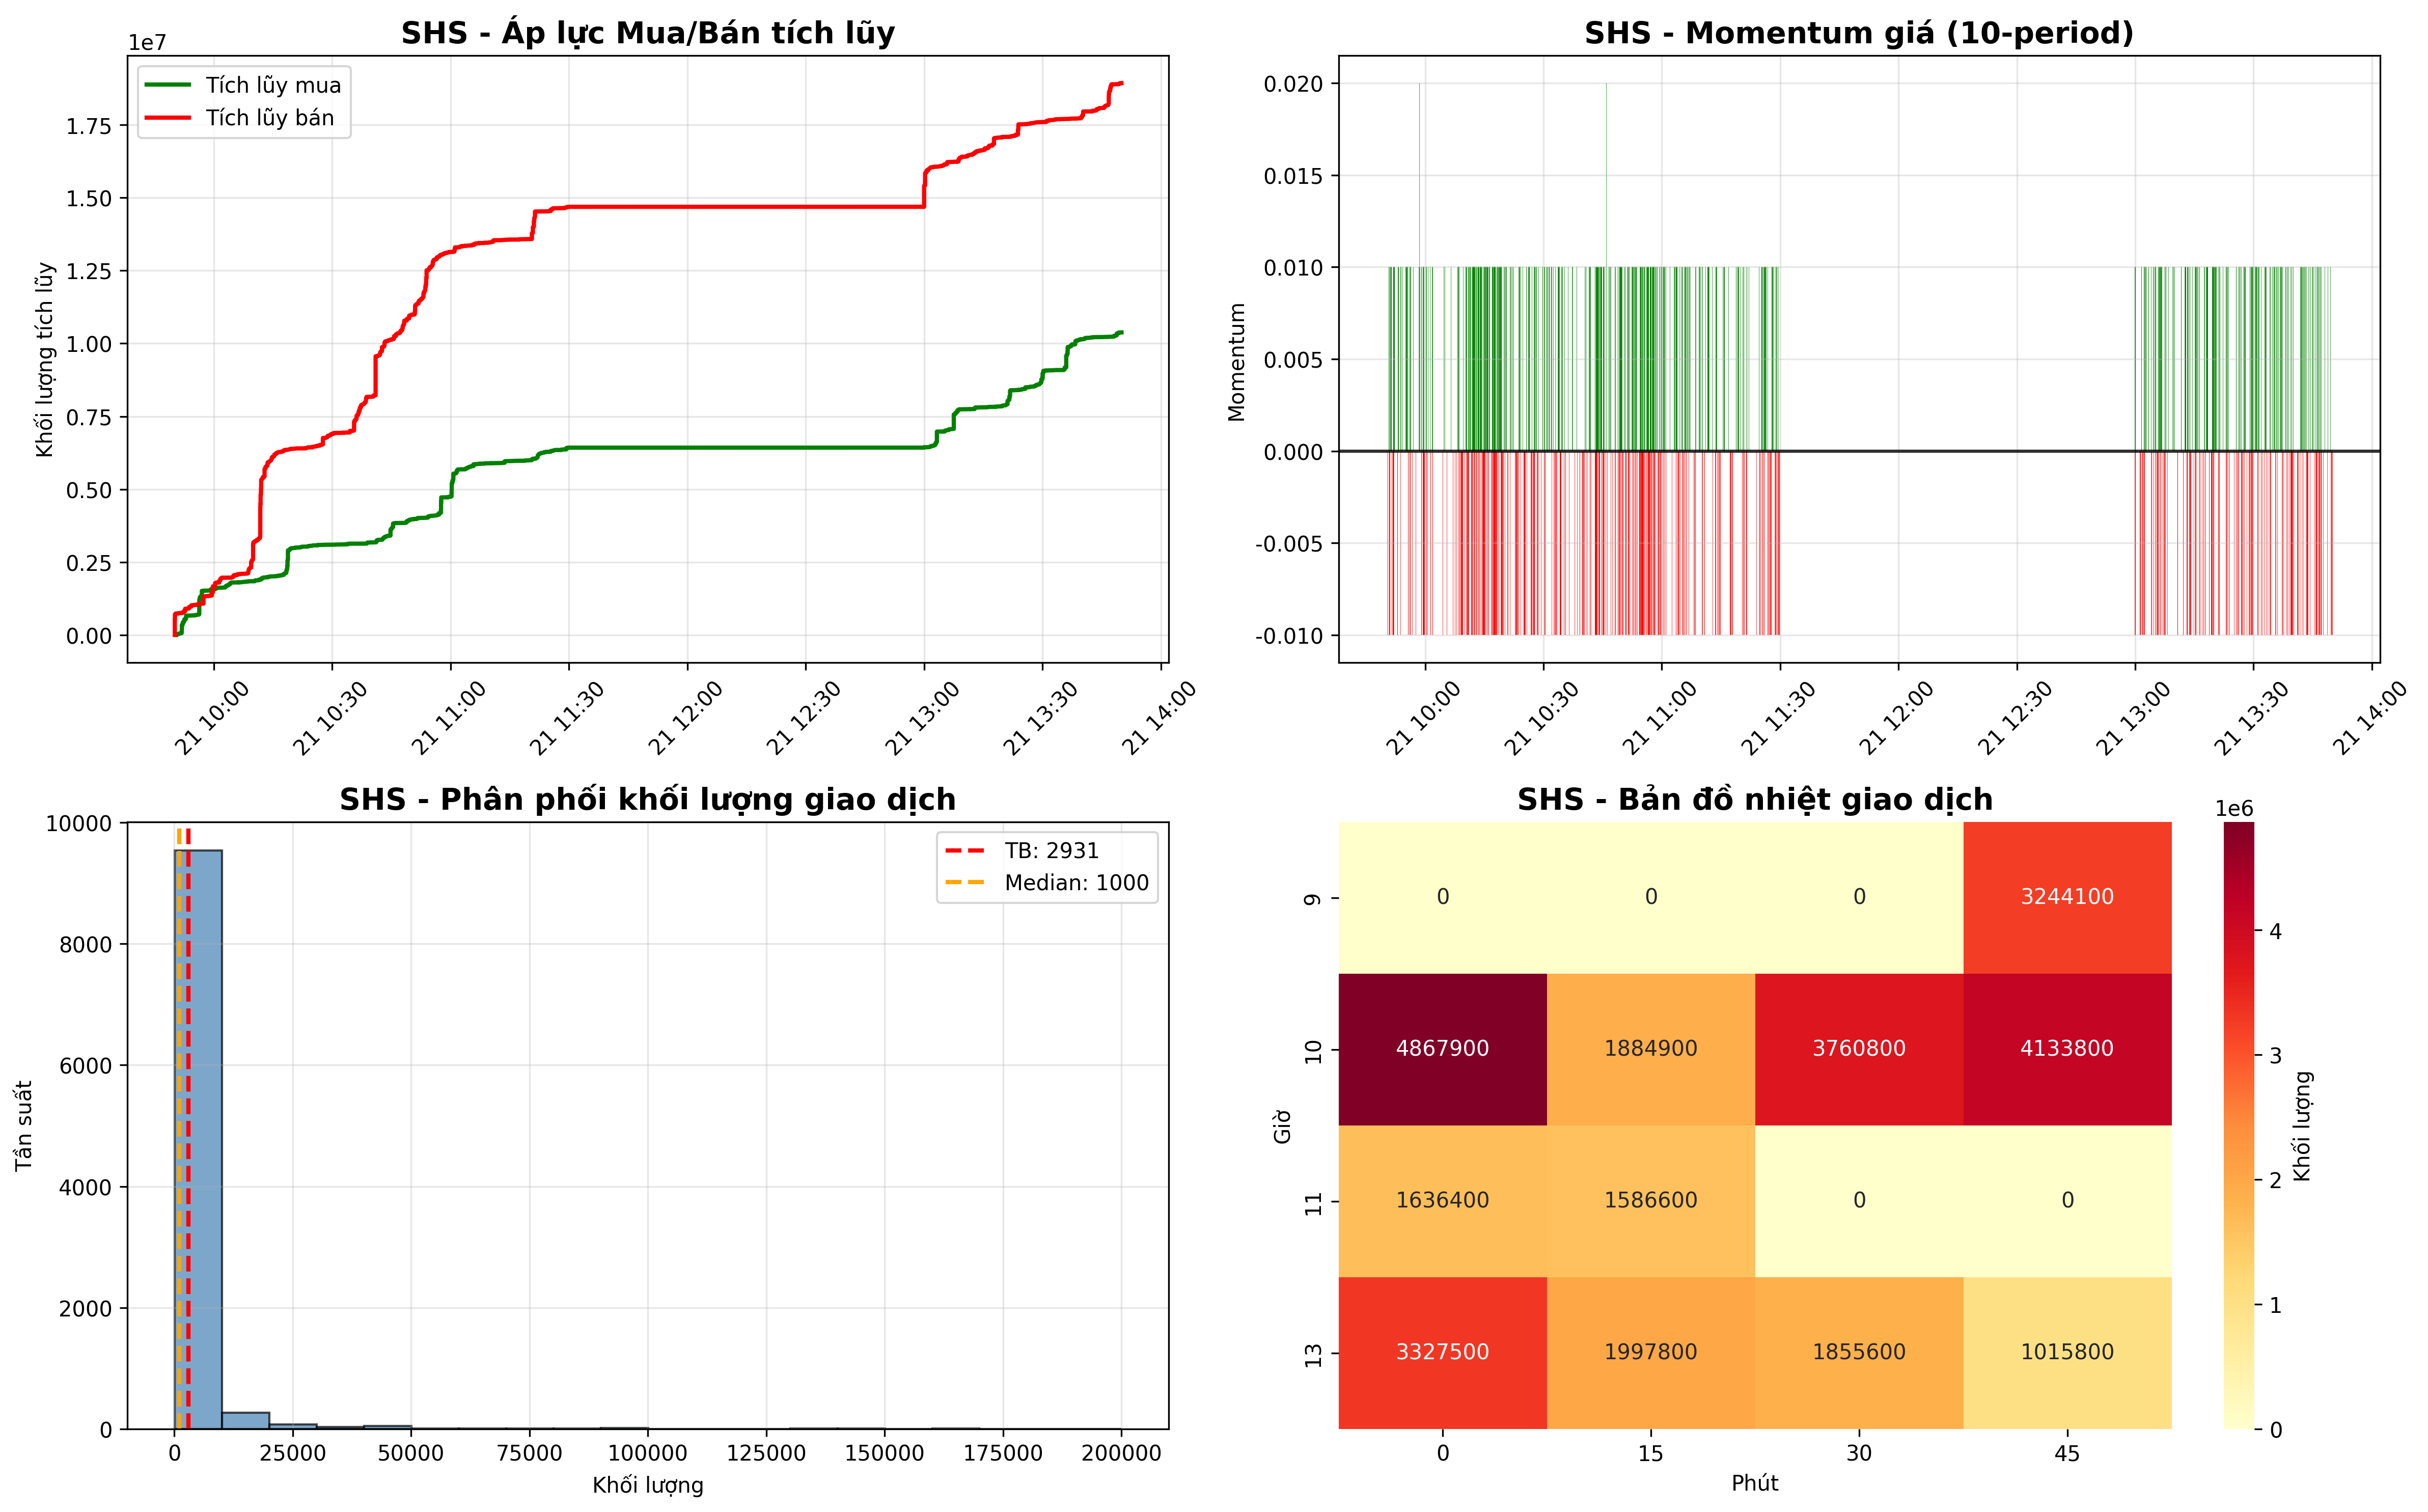 SHS - Áp lực Mua/Bán tích lũy
1e7
Tích lũy mua
Tích lũy bán
Khối lượng tích lũy
1.75
1.50
1.25
1.00
0.75
0.50
0.25
0.00
21 10:00
21 10:30
21 11:00
21 11:30
21 12:00
21 12:30
21 13:00
21 13:30
21 14:00
SHS - Momentum giá (10-period)
Momentum
0.020
0.015
0.010
0.005
0.000
-0.005
-0.010
21 10:00
21 10:30
21 11:00
21 11:30
21 12:00
21 12:30
21 13:00
21 13:30
21 14:00
SHS - Phân phối khối lượng giao dịch
TB: 2931
Median: 1000
Tần suất
10000
8000
6000
4000
2000
0
0 25000 50000 75000 100000 125000 150000 175000 200000
Khối lượng
SHS - Bản đồ nhiệt giao dịch
1e6
Giờ
9 0 0 0 3244100
10 4867900 1884900 3760800 4133800
11 1636400 1586600 0 0
13 3327500 1997800 1855600 1015800
0 15 30 45
Phút
4
3
2
1
0
Khối lượng